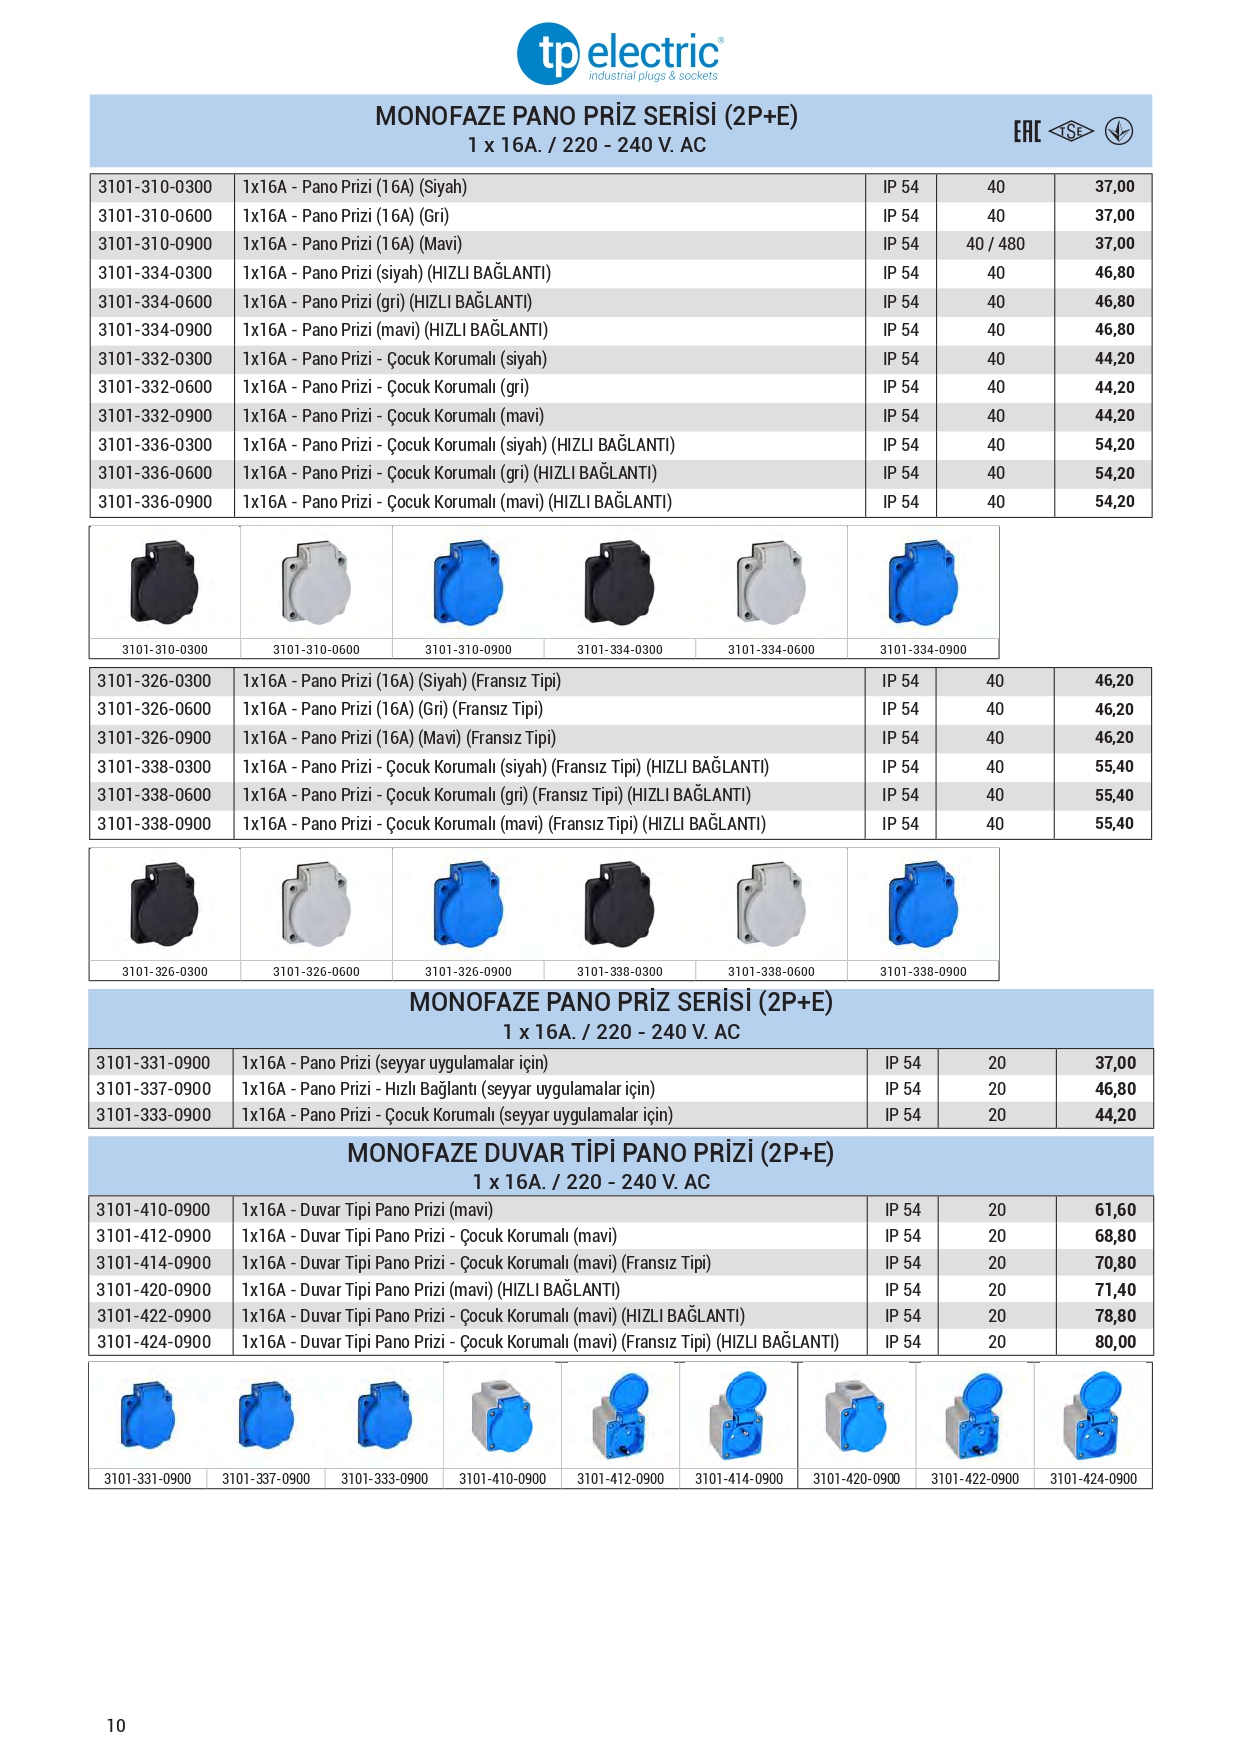 tp electric®
industrial plugs & sockets
MONOFAZE PANO PRİZ SERİSİ (2P+E)
1 x 16A. / 220 - 240 V. AC
EAC TSE
3101-310-0300 1x16A - Pano Prizi (16A) (Siyah) IP 54 40 37,00
3101-310-0600 1x16A - Pano Prizi (16A) (Gri) IP 54 40 37,00
3101-310-0900 1x16A - Pano Prizi (16A) (Mavi) IP 54 40 / 480 37,00
3101-334-0300 1x16A - Pano Prizi (siyah) (HIZLI BAĞLANTI) IP 54 40 46,80
3101-334-0600 1x16A - Pano Prizi (gri) (HIZLI BAĞLANTI) IP 54 40 46,80
3101-334-0900 1x16A - Pano Prizi (mavi) (HIZLI BAĞLANTI) IP 54 40 46,80
3101-332-0300 1x16A - Pano Prizi - Çocuk Korumalı (siyah) IP 54 40 44,20
3101-332-0600 1x16A - Pano Prizi - Çocuk Korumalı (gri) IP 54 40 44,20
3101-332-0900 1x16A - Pano Prizi - Çocuk Korumalı (mavi) IP 54 40 44,20
3101-336-0300 1x16A - Pano Prizi - Çocuk Korumalı (siyah) (HIZLI BAĞLANTI) IP 54 40 54,20
3101-336-0600 1x16A - Pano Prizi - Çocuk Korumalı (gri) (HIZLI BAĞLANTI) IP 54 40 54,20
3101-336-0900 1x16A - Pano Prizi - Çocuk Korumalı (mavi) (HIZLI BAĞLANTI) IP 54 40 54,20
3101-310-0300 3101-310-0600 3101-310-0900 3101-334-0300 3101-334-0600 3101-334-0900
3101-326-0300 1x16A - Pano Prizi (16A) (Siyah) (Fransız Tipi) IP 54 40 46,20
3101-326-0600 1x16A - Pano Prizi (16A) (Gri) (Fransız Tipi) IP 54 40 46,20
3101-326-0900 1x16A - Pano Prizi (16A) (Mavi) (Fransız Tipi) IP 54 40 46,20
3101-338-0300 1x16A - Pano Prizi - Çocuk Korumalı (siyah) (Fransız Tipi) (HIZLI BAĞLANTI) IP 54 40 55,40
3101-338-0600 1x16A - Pano Prizi - Çocuk Korumalı (gri) (Fransız Tipi) (HIZLI BAĞLANTI) IP 54 40 55,40
3101-338-0900 1x16A - Pano Prizi - Çocuk Korumalı (mavi) (Fransız Tipi) (HIZLI BAĞLANTI) IP 54 40 55,40
3101-326-0300 3101-326-0600 3101-326-0900 3101-338-0300 3101-338-0600 3101-338-0900
MONOFAZE PANO PRİZ SERİSİ (2P+E)
1 x 16A. / 220 - 240 V. AC
3101-331-0900 1x16A - Pano Prizi (seyyar uygulamalar için) IP 54 20 37,00
3101-337-0900 1x16A - Pano Prizi - Hızlı Bağlantı (seyyar uygulamalar için) IP 54 20 46,80
3101-333-0900 1x16A - Pano Prizi - Çocuk Korumalı (seyyar uygulamalar için) IP 54 20 44,20
MONOFAZE DUVAR TİPİ PANO PRİZİ (2P+E)
1 x 16A. / 220 - 240 V. AC
3101-410-0900 1x16A - Duvar Tipi Pano Prizi (mavi) IP 54 20 61,60
3101-412-0900 1x16A - Duvar Tipi Pano Prizi - Çocuk Korumalı (mavi) IP 54 20 68,80
3101-414-0900 1x16A - Duvar Tipi Pano Prizi - Çocuk Korumalı (mavi) (Fransız Tipi) IP 54 20 70,80
3101-420-0900 1x16A - Duvar Tipi Pano Prizi (mavi) (HIZLI BAĞLANTI) IP 54 20 71,40
3101-422-0900 1x16A - Duvar Tipi Pano Prizi - Çocuk Korumalı (mavi) (HIZLI BAĞLANTI) IP 54 20 78,80
3101-424-0900 1x16A - Duvar Tipi Pano Prizi - Çocuk Korumalı (mavi) (Fransız Tipi) (HIZLI BAĞLANTI) IP 54 20 80,00
3101-331-0900 3101-337-0900 3101-333-0900 3101-410-0900 3101-412-0900 3101-414-0900 3101-420-0900 3101-422-0900 3101-424-0900
10